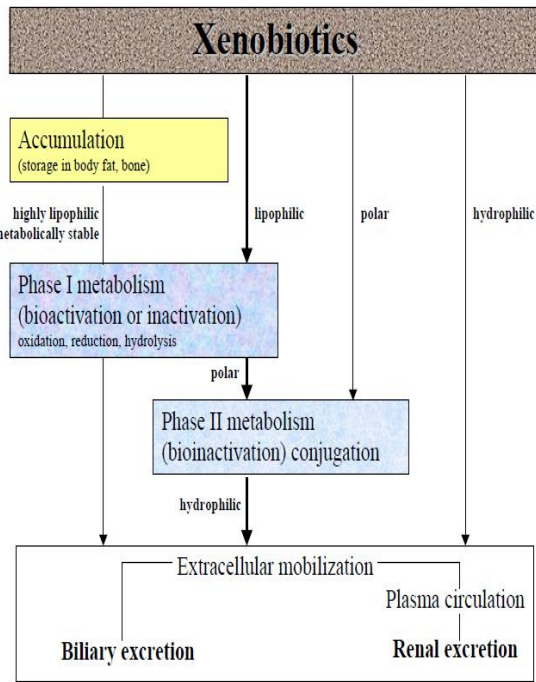 Xenobiotics
Accumulation
(storage in body fat, bone)
highly lipophilic
metabolically stable
lipophilic
polar
hydrophilic
Phase I metabolism
(bioactivation or inactivation)
oxidation, reduction, hydrolysis
polar
Phase II metabolism
(bioinactivation) conjugation
hydrophilic
Extracellular mobilization
Plasma circulation
Biliary excretion
Renal excretion